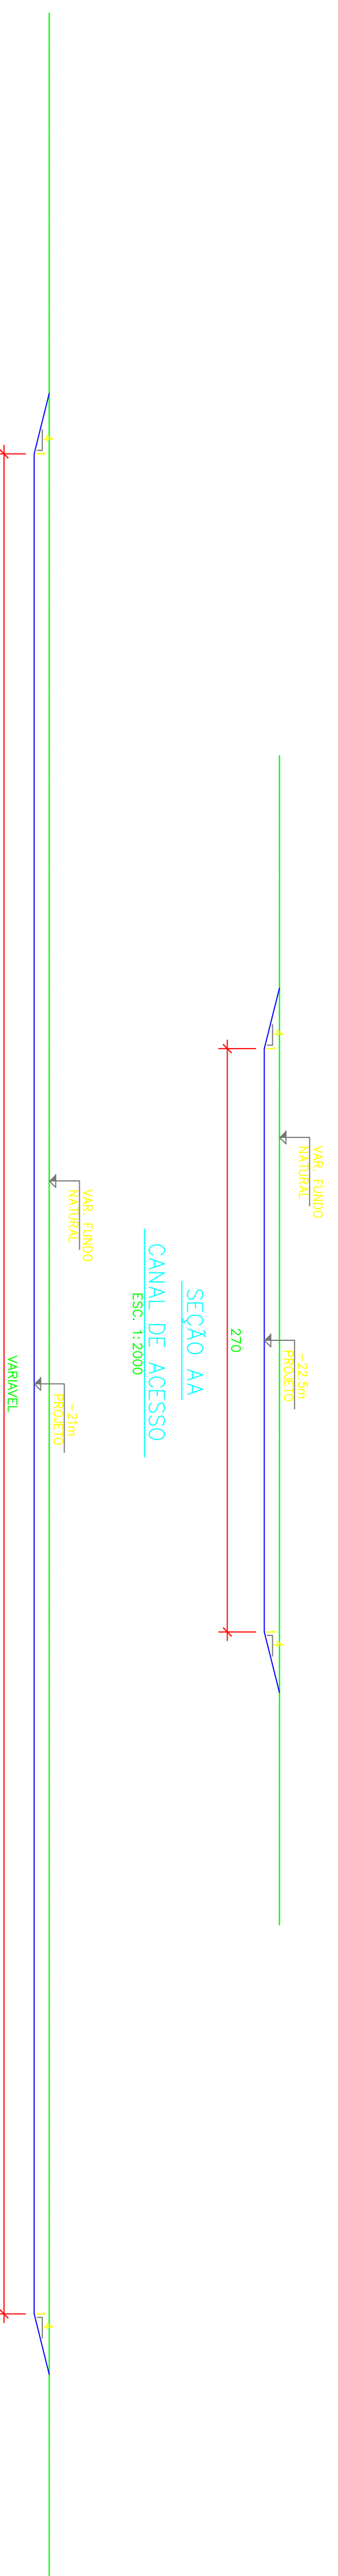 4
1
VAR. FUNDO
NATURAL
-22.5m
PROJETO
1
4
270
SEÇÃO AA
CANAL DE ACESSO
ESC. 1:2000
4
1
VAR. FUNDO
NATURAL
-21m
PROJETO
1
4
VARIAVEL